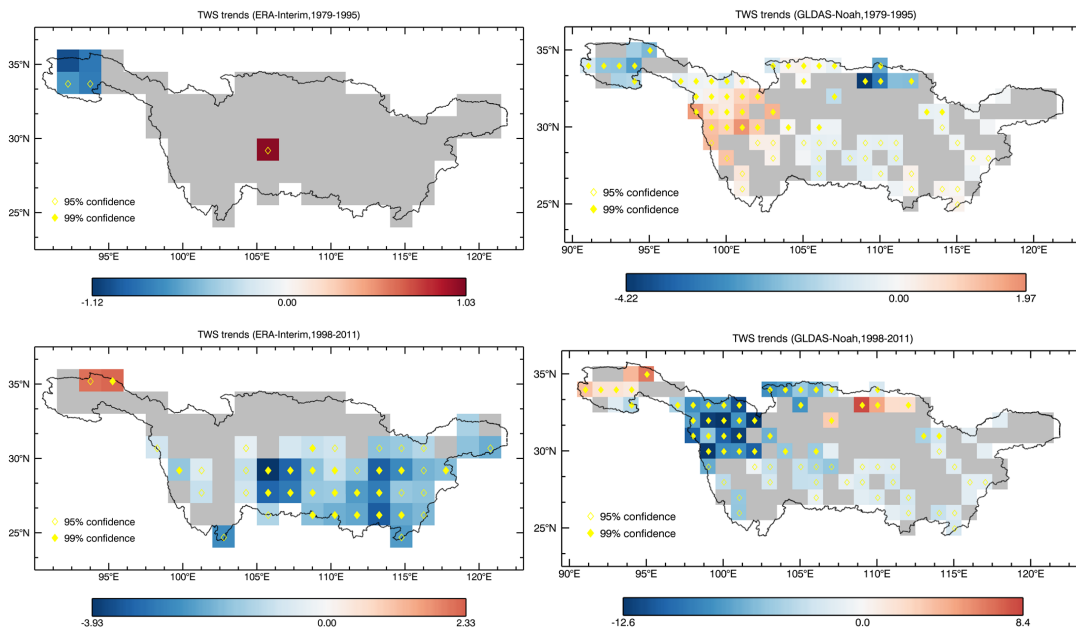 TWS trends (ERA-Interim,1979-1995)
35°N
30°N
25°N
◇ 95% confidence
◆ 99% confidence
95°E 100°E 105°E 110°E 115°E 120°E
-1.12 0.00 1.03
TWS trends (GLDAS-Noah,1979-1995)
35°N
30°N
25°N
◇ 95% confidence
◆ 99% confidence
90°E 95°E 100°E 105°E 110°E 115°E 120°E
-4.22 0.00 1.97
TWS trends (ERA-Interim,1998-2011)
35°N
30°N
25°N
◇ 95% confidence
◆ 99% confidence
95°E 100°E 105°E 110°E 115°E 120°E
-3.93 0.00 2.33
TWS trends (GLDAS-Noah,1998-2011)
35°N
30°N
25°N
◇ 95% confidence
◆ 99% confidence
90°E 95°E 100°E 105°E 110°E 115°E 120°E
-12.6 0.0 8.4